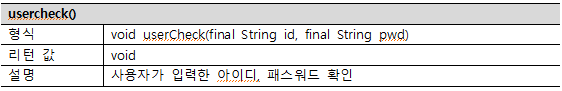 usercheck()
형식 void userCheck(final String id, final String pwd)
리턴 값 void
설명 사용자가 입력한 아이디, 패스워드 확인